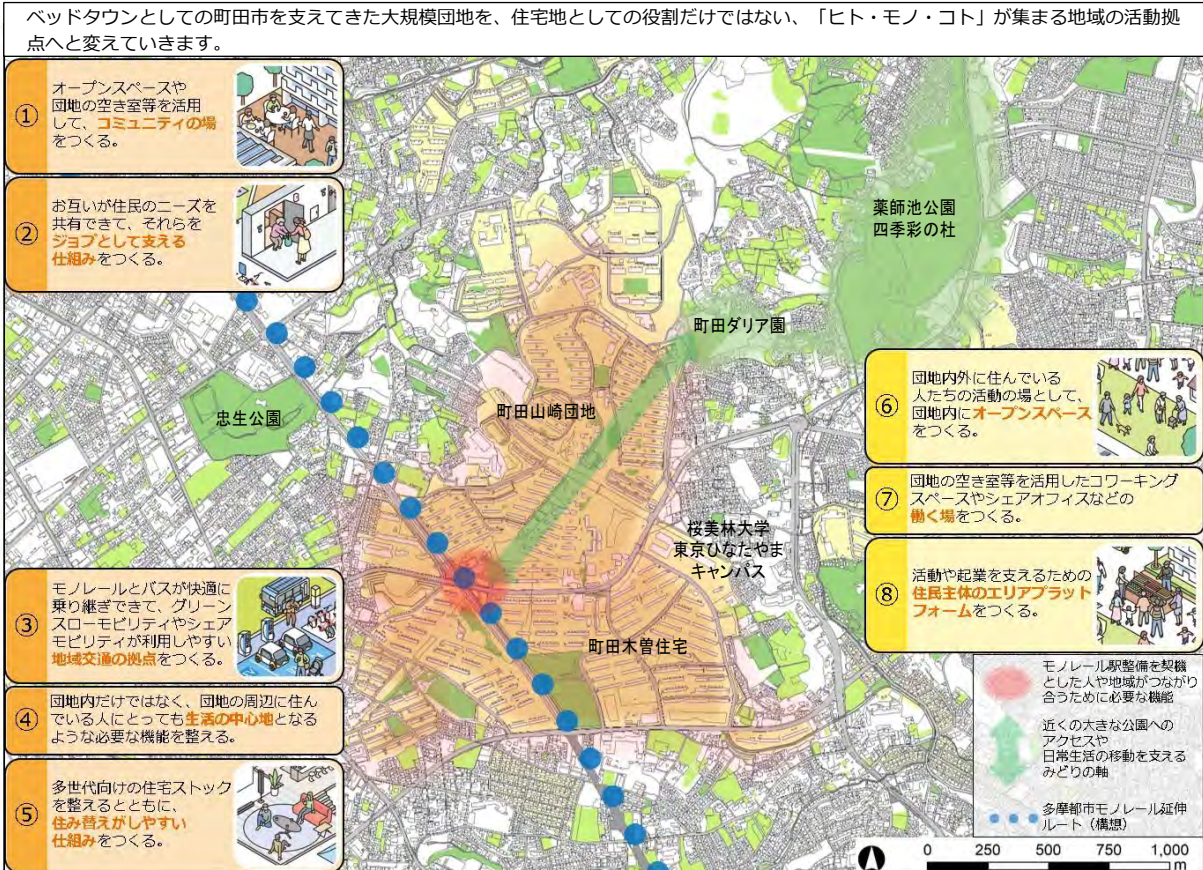 ベッドタウンとしての町田市を支えてきた大規模団地を、住宅地としての役割だけではない、「ヒト・モノ・コト」が集まる地域の活動拠
点へと変えていきます。
①
オープンスペースや
団地の空き室等を活用
して、コミュニティの場
をつくる。
②
お互いが住民のニーズを
共有できて、それらを
ジョブとして支える
仕組みをつくる。
③
モノレールとバスが快適に
乗り継ぎできて、グリーン
スローモビリティやシェア
モビリティが利用しやすい
地域交通の拠点をつくる。
④
団地内だけではなく、団地の周辺に住ん
でいる人にとっても生活の中心地となる
ような必要な機能を整える。
⑤
多世代向けの住宅ストック
を整えるとともに、
住み替えがしやすい
仕組みをつくる。
薬師池公園
四季彩の杜
町田ダリア園
忠生公園
町田山崎団地
桜美林大学
東京ひなたやま
キャンパス
町田木曽住宅
⑥
団地内外に住んでいる
人たちの活動の場として、
団地内にオープンスペース
をつくる。
⑦
団地の空き室等を活用したコワーキング
スペースやシェアオフィスなどの
働く場をつくる。
⑧
活動や起業を支えるための
住民主体のエリアプラット
フォームをつくる。
モノレール駅整備を契機
とした人や地域がつながり
合うために必要な機能
近くの大きな公園への
アクセスや
日常生活の移動を支える
みどりの軸
多摩都市モノレール延伸
ルート（構想）
0 250 500 750 1,000
m